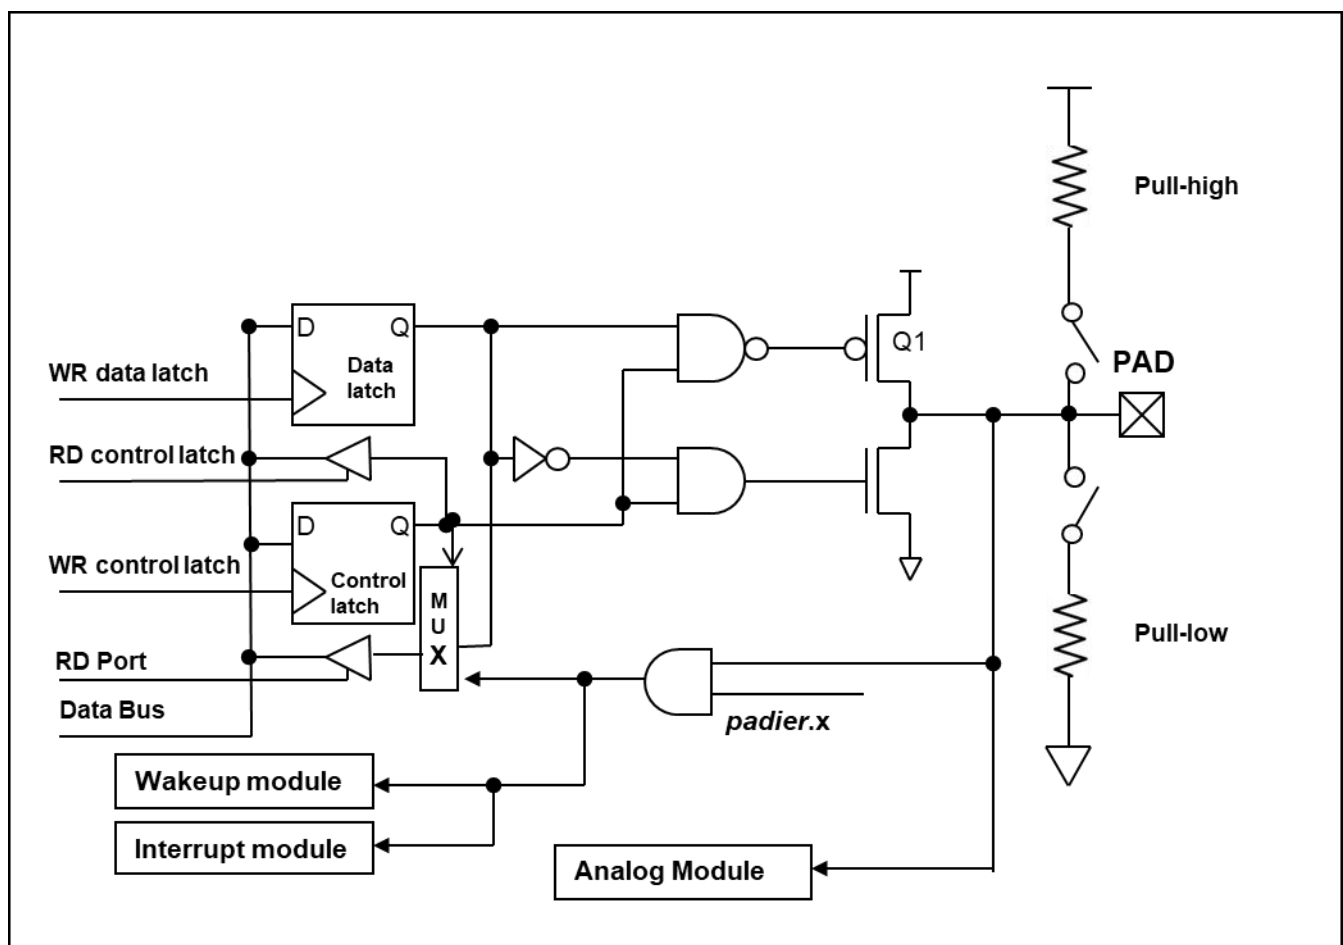 Pull-high
D
Q
Q1
WR data latch
Data
latch
PAD
RD control latch
D
Q
WR control latch
Control
latch
M
U
X
Pull-low
RD Port
Data Bus
padier.x
Wakeup module
Interrupt module
Analog Module